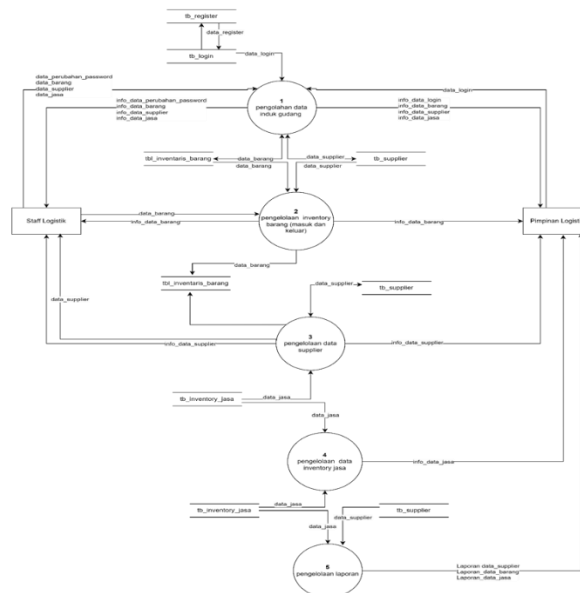 tb_register
data_register
tb_login
data_login
data_perubahan_password
data_barang
data_supplier
data_jasa
data_login
1
pengolahan data
induk gudang
info_data_perubahan_password
info_data_barang
info_data_supplier
info_data_jasa
info_data_login
info_data_barang
info_data_supplier
info_data_jasa
tbl_inventaris_barang
data_barang
data_barang
data_supplier
data_supplier
tb_supplier
2
pengelolaan inventory
barang (masuk dan
keluar)
Staff Logistik
data_barang
info_data_barang
info_data_barang
Pimpinan Logistik
data_barang
tbl_inventaris_barang
data_supplier
tb_supplier
data_supplier
3
pengelolaan data
supplier
info_data_supplier
info_data_supplier
tb_inventory_jasa
data_jasa
data_jasa
4
pengelolaan data
inventory jasa
info_data_jasa
tb_inventory_jasa
data_jasa
data_jasa
data_supplier
tb_supplier
5
pengelolaan laporan
Laporan data_supplier
Laporan_data_barang
Laporan_data_jasa